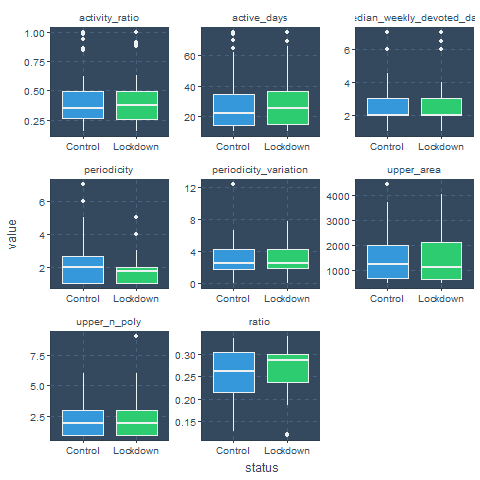 activity_ratio
active_days
edian_weekly_devoted_da
1.00
0.75
0.50
0.25
60
40
20
6
4
2
Control Lockdown
Control Lockdown
Control Lockdown
periodicity
periodicity_variation
upper_area
6
4
2
12
8
4
0
4000
3000
2000
1000
Control Lockdown
Control Lockdown
Control Lockdown
value
upper_n_poly
ratio
7.5
5.0
2.5
0.30
0.25
0.20
0.15
Control Lockdown
Control Lockdown
status